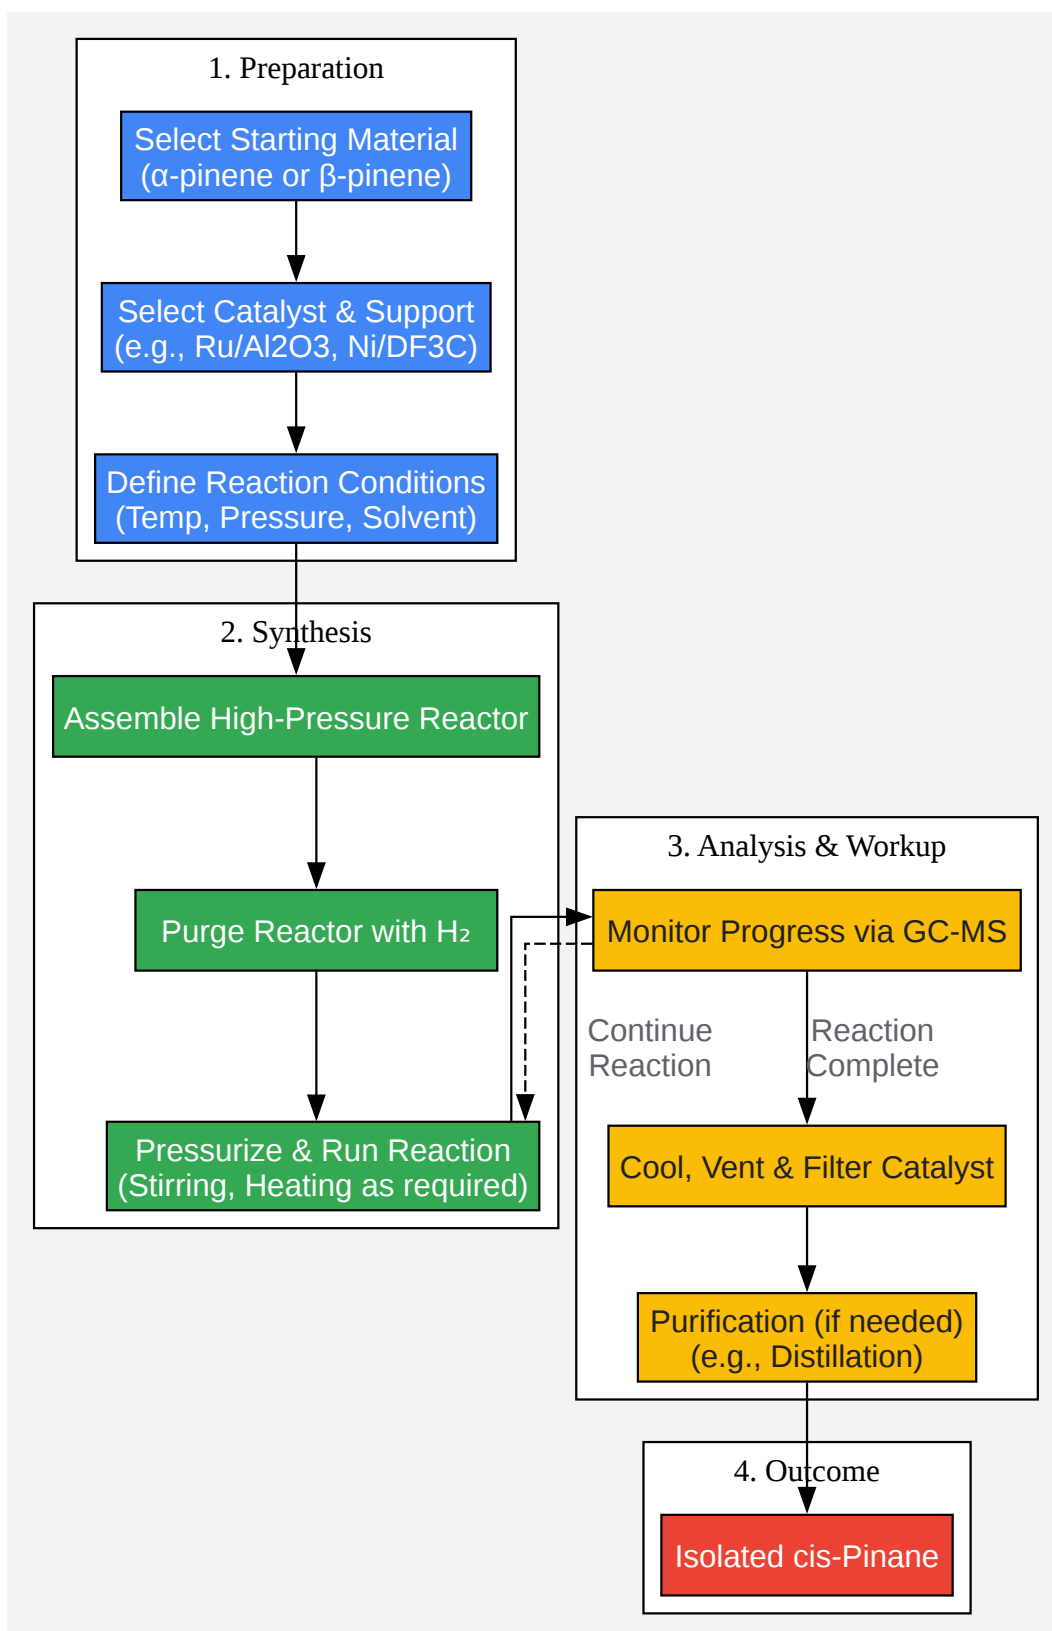 1. Preparation
Select Starting Material
(α-pinene or β-pinene)
Select Catalyst & Support
(e.g., Ru/Al2O3, Ni/DF3C)
Define Reaction Conditions
(Temp, Pressure, Solvent)
2. Synthesis
Assemble High-Pressure Reactor
Purge Reactor with H₂
Pressurize & Run Reaction
(Stirring, Heating as required)
3. Analysis & Workup
Monitor Progress via GC-MS
Continue
Reaction
Reaction
Complete
Cool, Vent & Filter Catalyst
Purification (if needed)
(e.g., Distillation)
4. Outcome
Isolated cis-Pinane